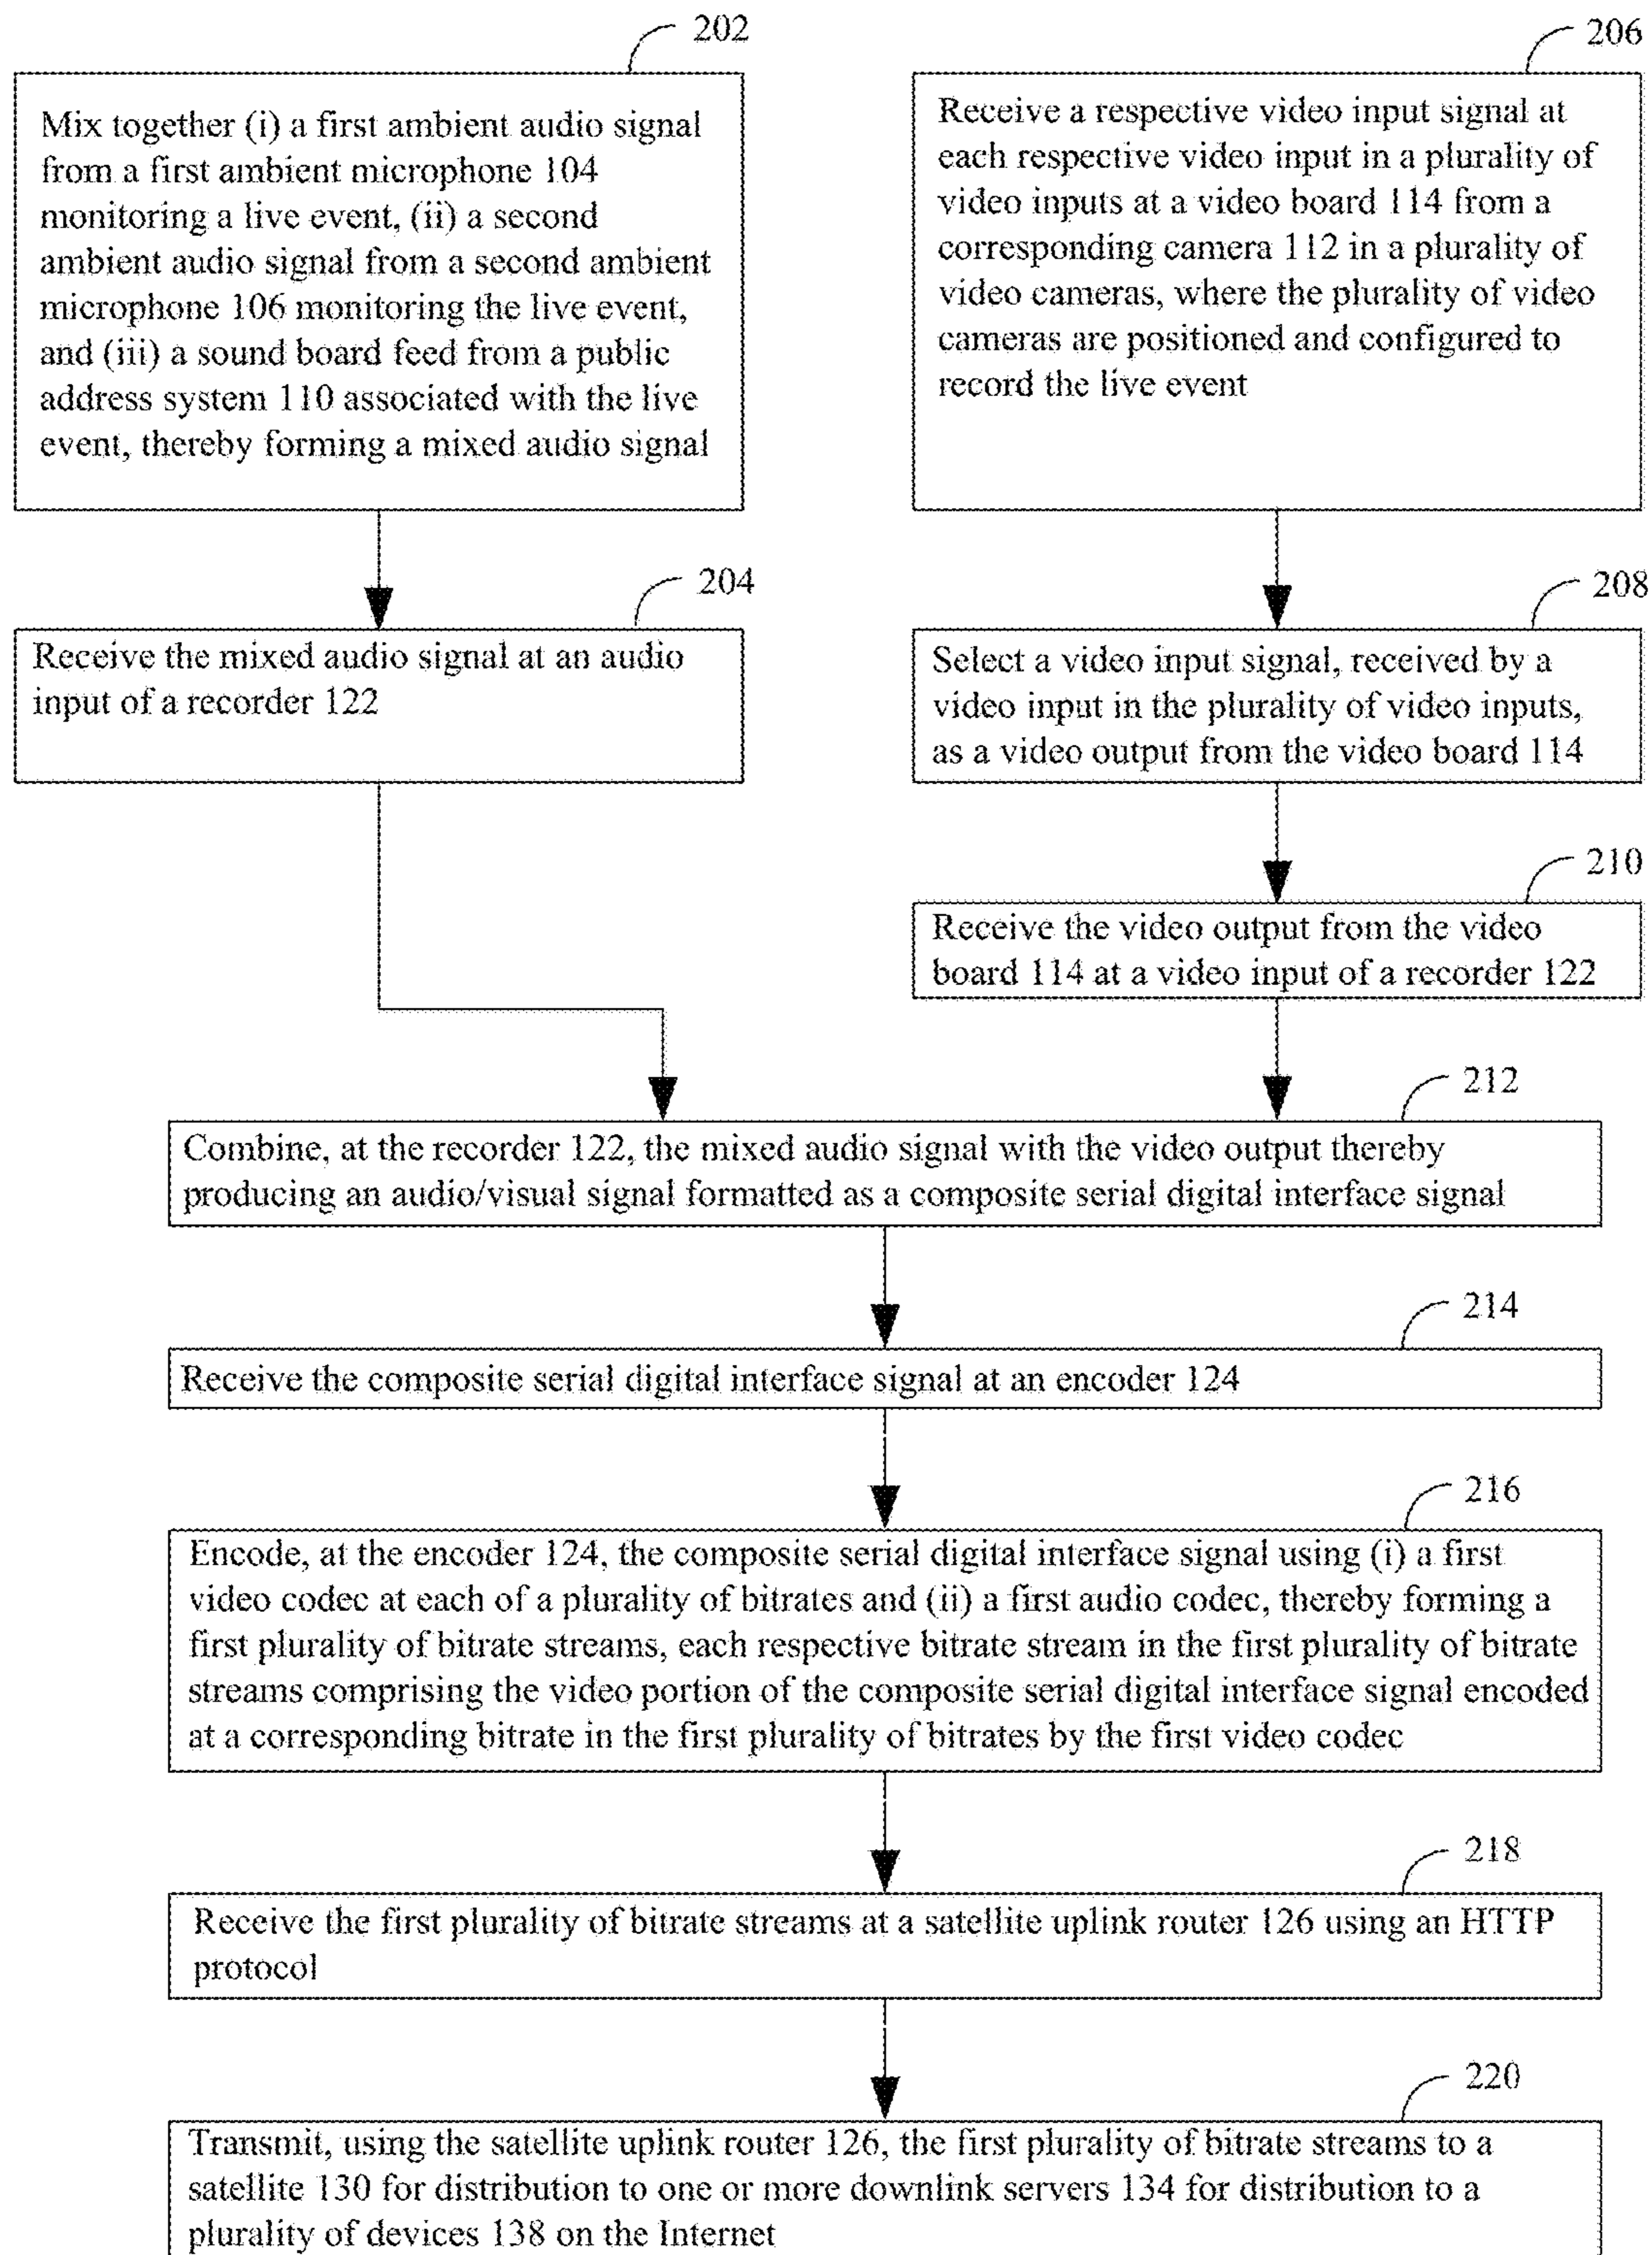 202
Mix together (i) a first ambient audio signal
from a first ambient microphone 104
monitoring a live event, (ii) a second
ambient audio signal from a second ambient
microphone 106 monitoring the live event,
and (iii) a sound board feed from a public
address system 110 associated with the live
event, thereby forming a mixed audio signal
206
Receive a respective video input signal at
each respective video input in a plurality of
video inputs at a video board 114 from a
corresponding camera 112 in a plurality of
video cameras, where the plurality of video
cameras are positioned and configured to
record the live event
204
Receive the mixed audio signal at an audio
input of a recorder 122
208
Select a video input signal, received by a
video input in the plurality of video inputs,
as a video output from the video board 114
210
Receive the video output from the video
board 114 at a video input of a recorder 122
212
Combine, at the recorder 122, the mixed audio signal with the video output thereby
producing an audio/visual signal formatted as a composite serial digital interface signal
214
Receive the composite serial digital interface signal at an encoder 124
216
Encode, at the encoder 124, the composite serial digital interface signal using (i) a first
video codec at each of a plurality of bitrates and (ii) a first audio codec, thereby forming a
first plurality of bitrate streams, each respective bitrate stream in the first plurality of bitrate
streams comprising the video portion of the composite serial digital interface signal encoded
at a corresponding bitrate in the first plurality of bitrates by the first video codec
218
Receive the first plurality of bitrate streams at a satellite uplink router 126 using an HTTP
protocol
220
Transmit, using the satellite uplink router 126, the first plurality of bitrate streams to a
satellite 130 for distribution to one or more downlink servers 134 for distribution to a
plurality of devices 138 on the Internet